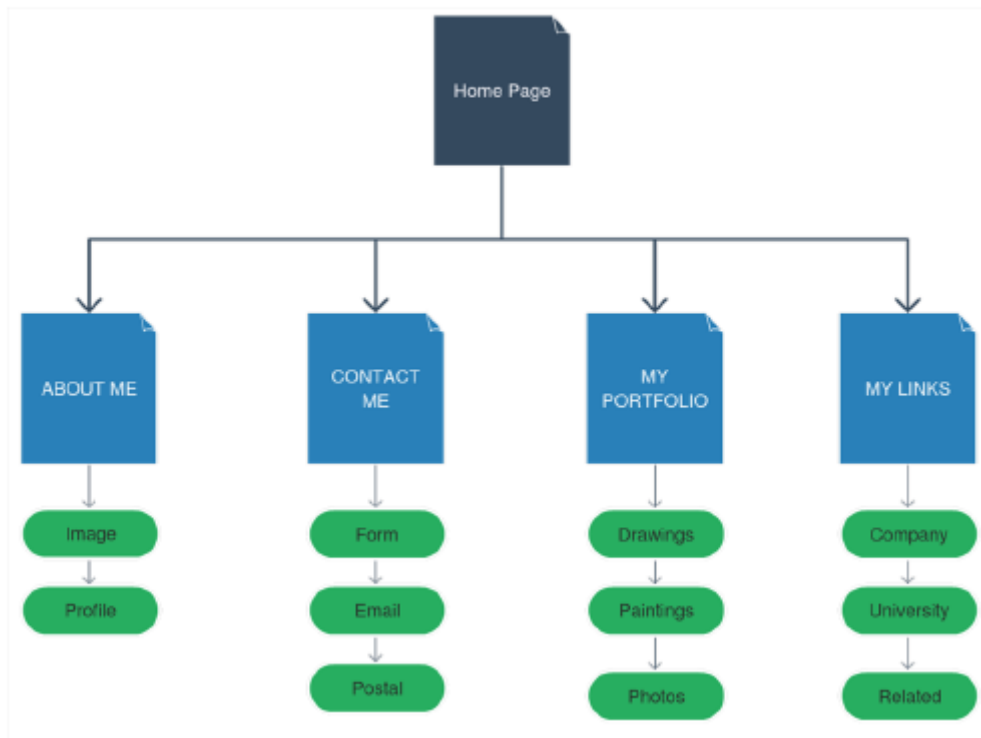 Home Page
ABOUT ME
CONTACT
ME
MY
PORTFOLIO
MY LINKS
Image
Form
Drawings
Company
Profile
Email
Paintings
University
Postal
Photos
Related